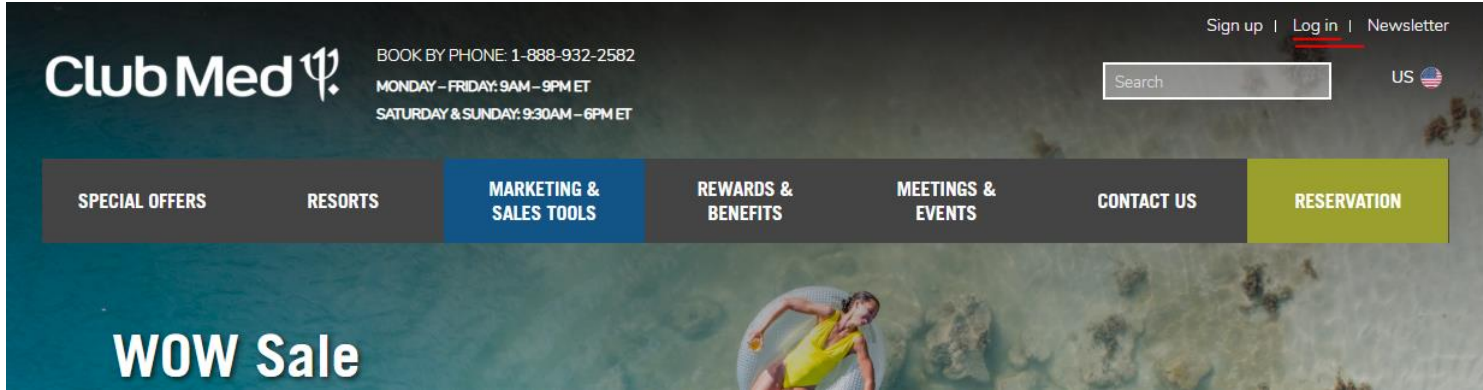 Sign up | Log in | Newsletter
Club Med
BOOK BY PHONE: 1-888-932-2582
MONDAY – FRIDAY: 9AM – 9PM ET
SATURDAY & SUNDAY: 9:30AM – 6PM ET
Search
US
SPECIAL OFFERS
RESORTS
MARKETING &
SALES TOOLS
REWARDS &
BENEFITS
MEETINGS &
EVENTS
CONTACT US
RESERVATION
WOW Sale